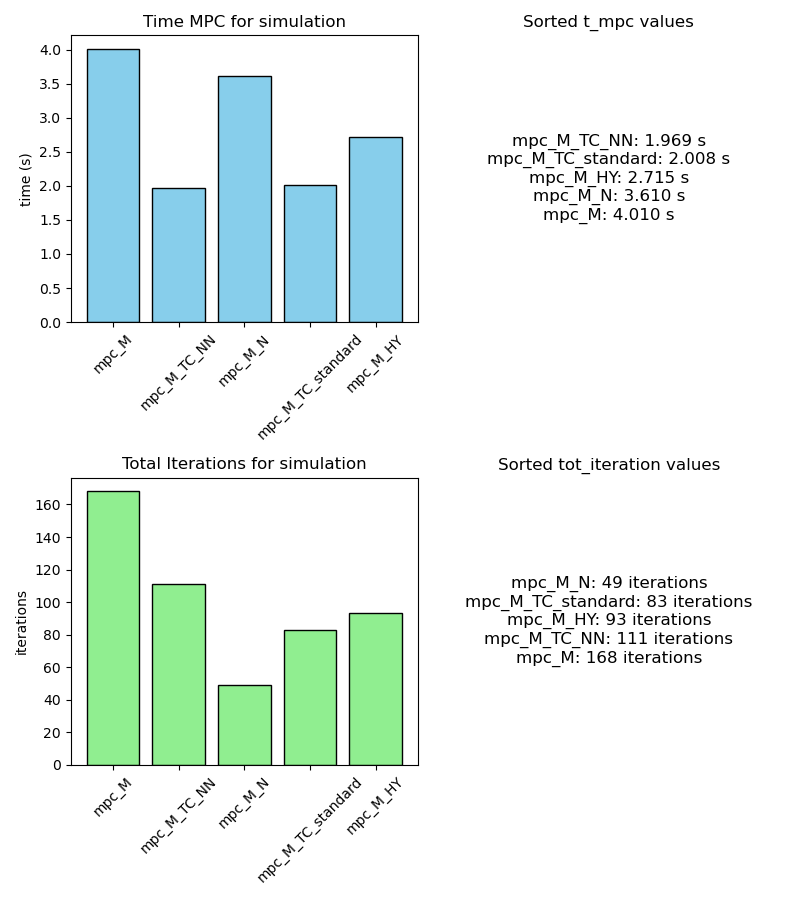 Time MPC for simulation
time (s)
4.0
3.5
3.0
2.5
2.0
1.5
1.0
0.5
0.0
mpc_M
mpc_M_TC_NN
mpc_M_N
mpc_M_TC_standard
mpc_M_HY
Sorted t_mpc values
mpc_M_TC_NN: 1.969 s
mpc_M_TC_standard: 2.008 s
mpc_M_HY: 2.715 s
mpc_M_N: 3.610 s
mpc_M: 4.010 s
Total Iterations for simulation
iterations
160
140
120
100
80
60
40
20
0
mpc_M
mpc_M_TC_NN
mpc_M_N
mpc_M_TC_standard
mpc_M_HY
Sorted tot_iteration values
mpc_M_N: 49 iterations
mpc_M_TC_standard: 83 iterations
mpc_M_HY: 93 iterations
mpc_M_TC_NN: 111 iterations
mpc_M: 168 iterations